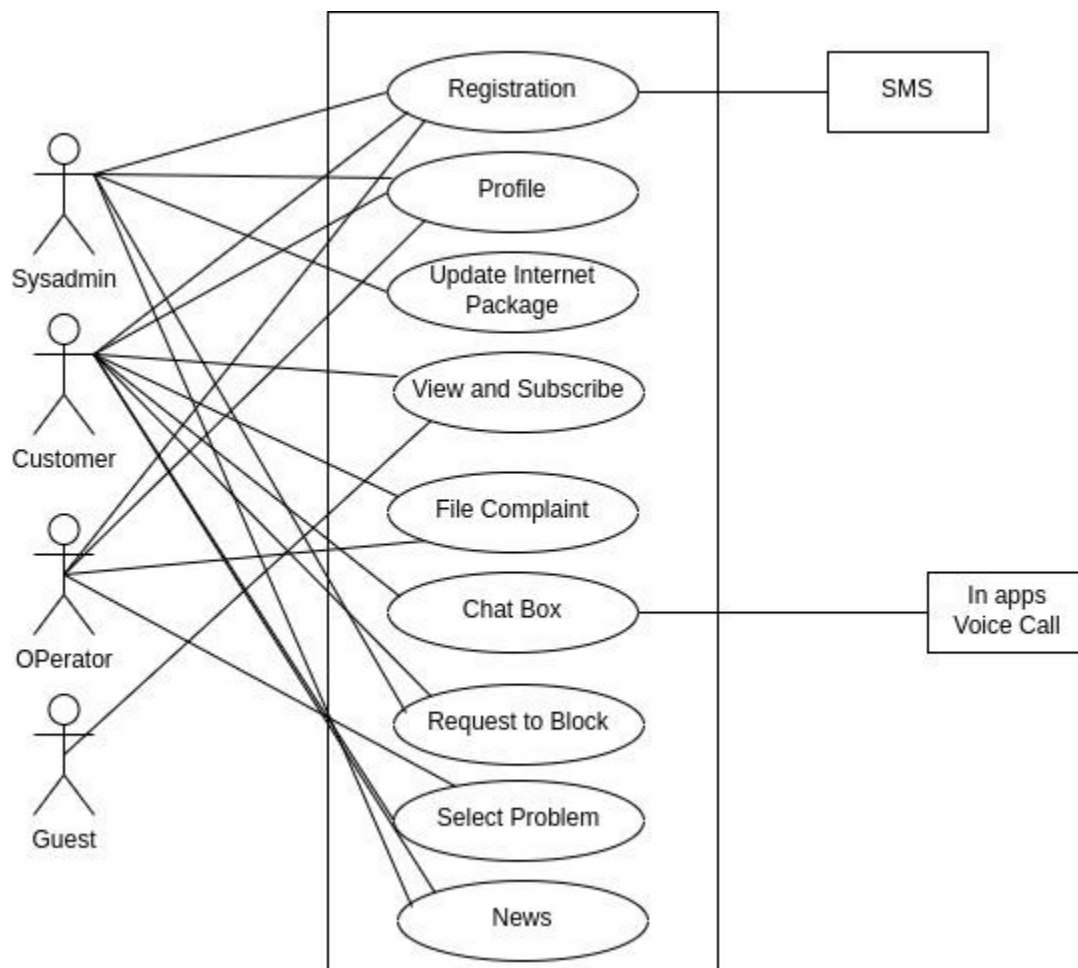 Registration
SMS
Profile
Sysadmin
Update Internet
Package
View and Subscribe
Customer
File Complaint
Chat Box
In apps
Voice Call
OPerator
Request to Block
Select Problem
Guest
News